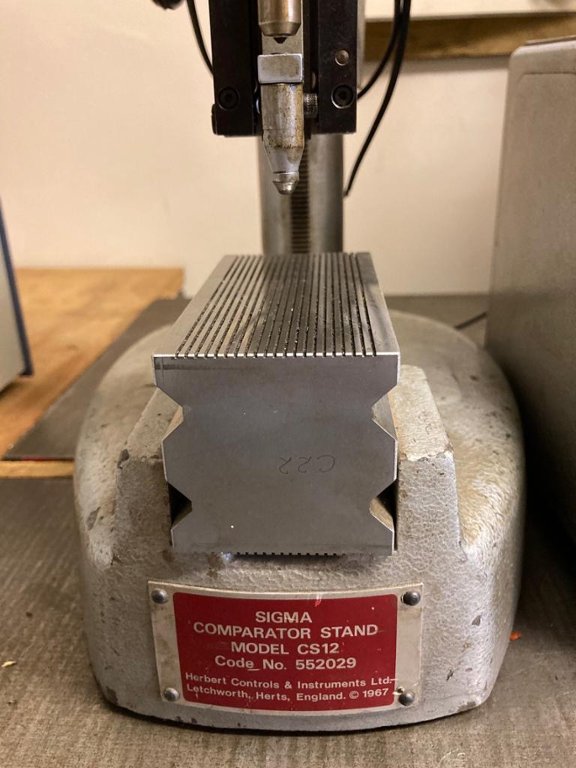 C22
SIGMA
COMPARATOR STAND
MODEL CS12
Code No. 552029
Herbert Controls & Instruments Ltd.
Letchworth, Herts, England. © 1967